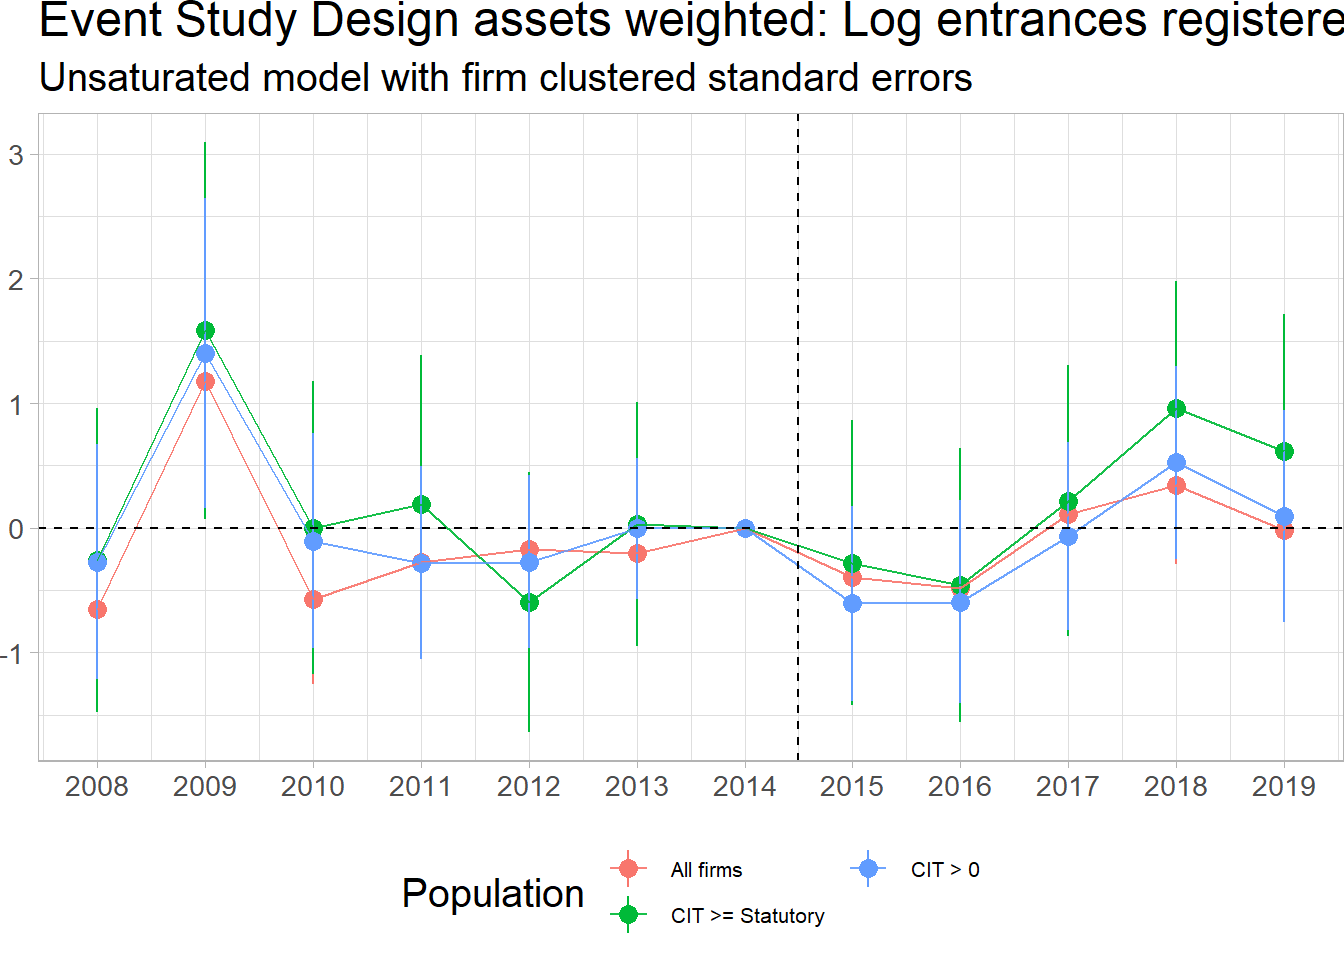 Event Study Design assets weighted: Log entrances registere
Unsaturated model with firm clustered standard errors
3
2
1
0
-1
2008 2009 2010 2011 2012 2013 2014 2015 2016 2017 2018 2019
Population
All firms
CIT > 0
CIT >= Statutory